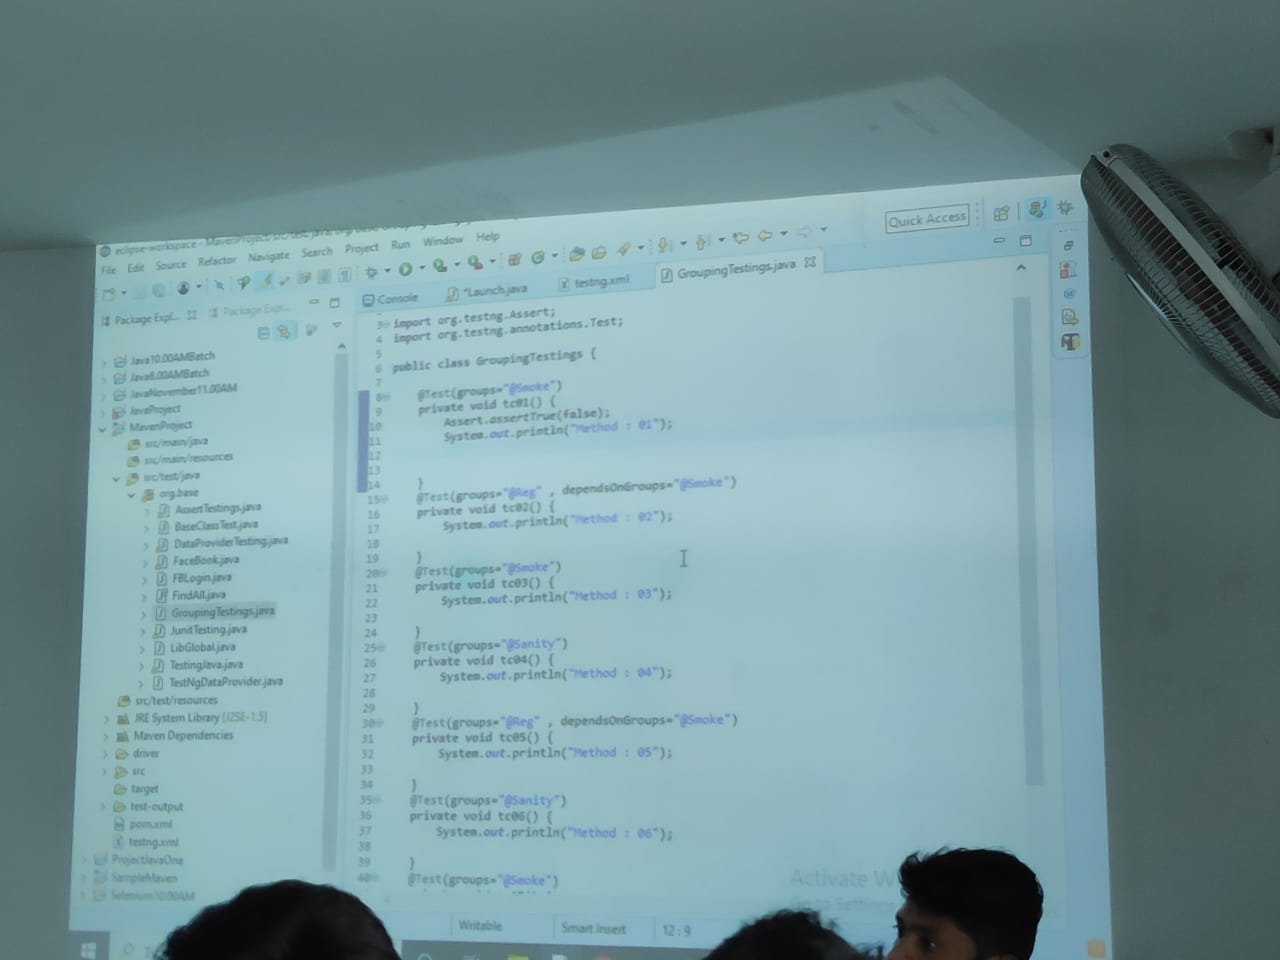 eclipse-workspace - MavenProject/src/test/java/org/base/GroupingTestings.java
File Edit Source Refactor Navigate Search Project Run Window Help
Quick Access
Package Expl... Package Expl...
Java10.00AMBatch
Java8.00AMBatch
JavaNovember11.00AM
JavaProject
MavenProject
src/main/java
src/main/resources
src/test/java
org.base
AssertTestings.java
BaseClassTest.java
DataProviderTesting.java
FaceBook.java
FBLogin.java
FindAll.java
GroupingTestings.java
JunitTesting.java
LibGlobal.java
TestingJava.java
TestNgDataProvider.java
src/test/resources
JRE System Library [J2SE-1.5]
Maven Dependencies
driver
src
target
test-output
pom.xml
testng.xml
ProjectJavaOne
SampleMaven
Selenium10:00AM
Console *Launch.java testng.xml GroupingTestings.java
3 import org.testng.Assert;
4 import org.testng.annotations.Test;
5
6 public class GroupingTestings {
7
8 @Test(groups="@Smoke")
9 private void tc01() {
10 Assert.assertTrue(false);
11 System.out.println("Method : 01");
12
13
14 }
15 @Test(groups="@Reg" , dependsOnGroups="@Smoke")
16 private void tc02() {
17 System.out.println("Method : 02");
18
19 }
20 @Test(groups="@Smoke")
21 private void tc03() {
22 System.out.println("Method : 03");
23
24 }
25 @Test(groups="@Sanity")
26 private void tc04() {
27 System.out.println("Method : 04");
28
29 }
30 @Test(groups="@Reg" , dependsOnGroups="@Smoke")
31 private void tc05() {
32 System.out.println("Method : 05");
33
34 }
35 @Test(groups="@Sanity")
36 private void tc06() {
37 System.out.println("Method : 06");
38
39 }
40 @Test(groups="@Smoke")
Activate W
Go to Settings
Writable Smart Insert 12 : 9